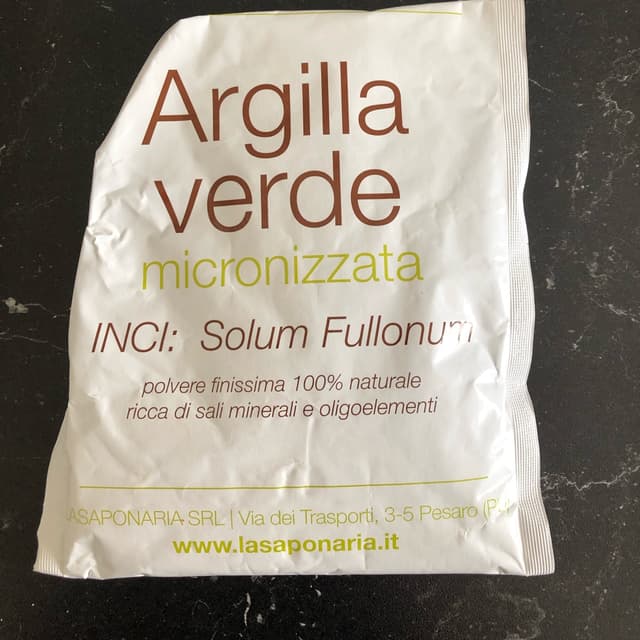 Argilla
verde
micronizzata
INCI: Solum Fullonum
polvere finissima 100% naturale
ricca di sali minerali e oligoelementi
ASAPONARIA SRL | Via dei Trasporti, 3-5 Pesaro
www.lasaponaria.it